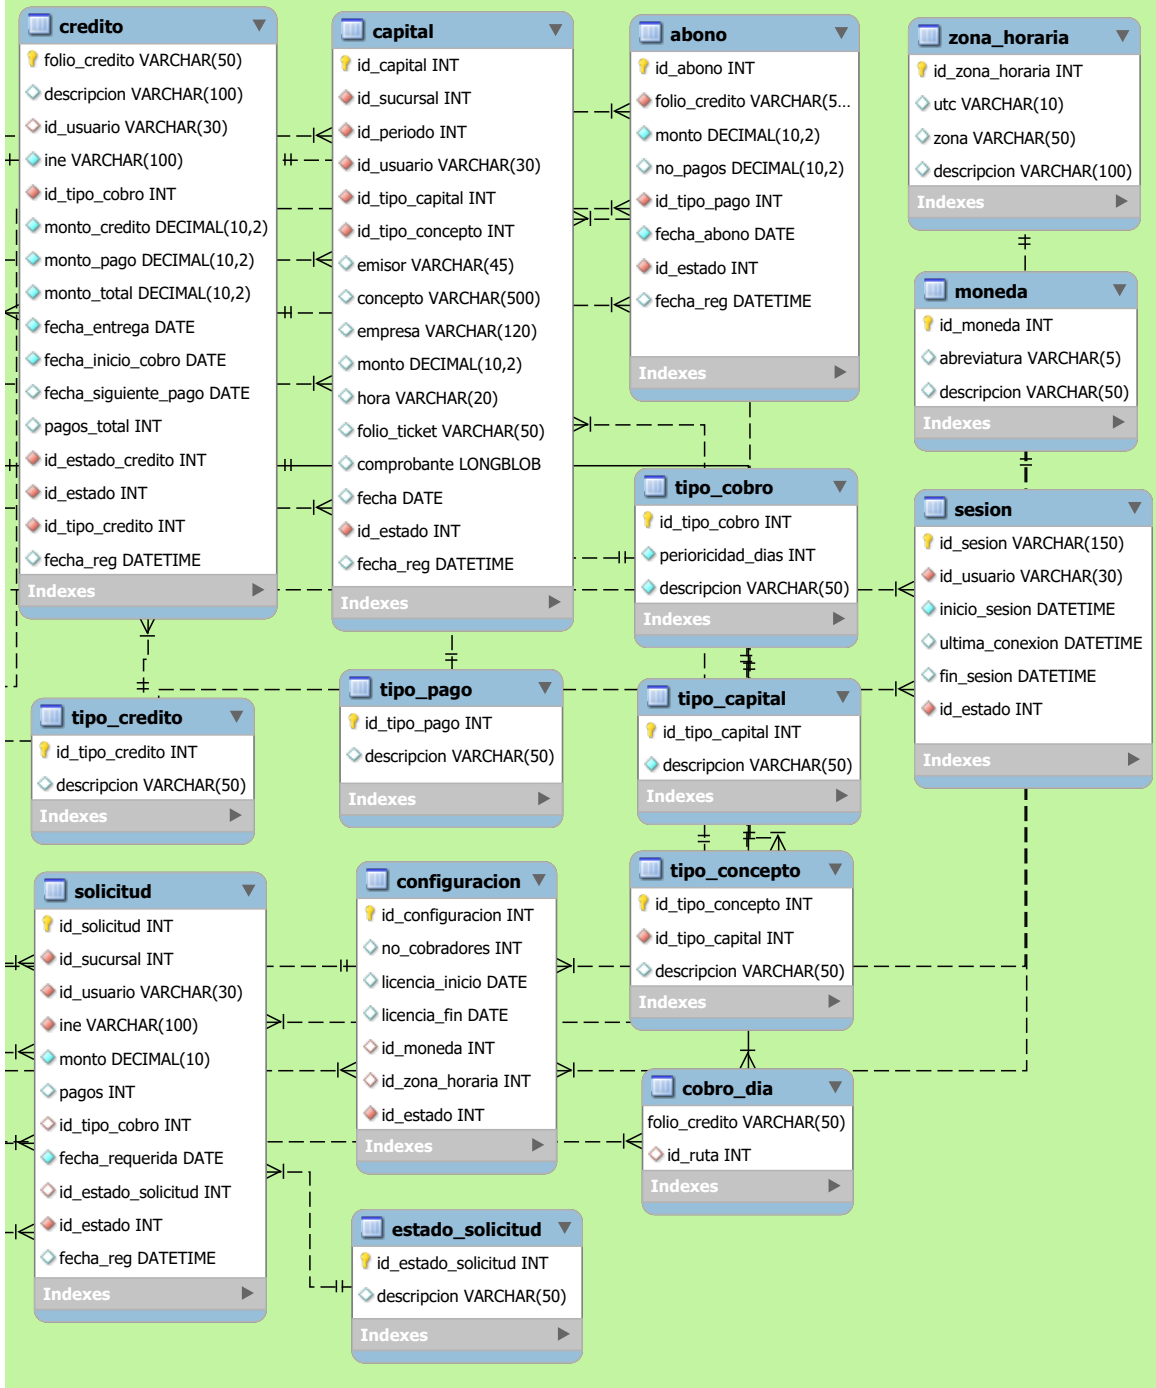 credito
folio_credito VARCHAR(50)
descripcion VARCHAR(100)
id_usuario VARCHAR(30)
ine VARCHAR(100)
id_tipo_cobro INT
monto_credito DECIMAL(10,2)
monto_pago DECIMAL(10,2)
monto_total DECIMAL(10,2)
fecha_entrega DATE
fecha_inicio_cobro DATE
fecha_siguiente_pago DATE
pagos_total INT
id_estado_credito INT
id_estado INT
id_tipo_credito INT
fecha_reg DATETIME
Indexes
capital
id_capital INT
id_sucursal INT
id_periodo INT
id_usuario VARCHAR(30)
id_tipo_capital INT
id_tipo_concepto INT
emisor VARCHAR(45)
concepto VARCHAR(500)
empresa VARCHAR(120)
monto DECIMAL(10,2)
hora VARCHAR(20)
folio_ticket VARCHAR(50)
comprobante LONGBLOB
fecha DATE
id_estado INT
fecha_reg DATETIME
Indexes
abono
id_abono INT
folio_credito VARCHAR(5...
monto DECIMAL(10,2)
no_pagos DECIMAL(10,2)
id_tipo_pago INT
fecha_abono DATE
id_estado INT
fecha_reg DATETIME
Indexes
zona_horaria
id_zona_horaria INT
utc VARCHAR(10)
zona VARCHAR(50)
descripcion VARCHAR(100)
Indexes
moneda
id_moneda INT
abreviatura VARCHAR(5)
descripcion VARCHAR(50)
Indexes
tipo_cobro
id_tipo_cobro INT
perioricidad_dias INT
descripcion VARCHAR(50)
Indexes
sesion
id_sesion VARCHAR(150)
id_usuario VARCHAR(30)
inicio_sesion DATETIME
ultima_conexion DATETIME
fin_sesion DATETIME
id_estado INT
Indexes
tipo_credito
id_tipo_credito INT
descripcion VARCHAR(50)
Indexes
tipo_pago
id_tipo_pago INT
descripcion VARCHAR(50)
Indexes
tipo_capital
id_tipo_capital INT
descripcion VARCHAR(50)
Indexes
solicitud
id_solicitud INT
id_sucursal INT
id_usuario VARCHAR(30)
ine VARCHAR(100)
monto DECIMAL(10)
pagos INT
id_tipo_cobro INT
fecha_requerida DATE
id_estado_solicitud INT
id_estado INT
fecha_reg DATETIME
Indexes
configuracion
id_configuracion INT
no_cobradores INT
licencia_inicio DATE
licencia_fin DATE
id_moneda INT
id_zona_horaria INT
id_estado INT
Indexes
tipo_concepto
id_tipo_concepto INT
id_tipo_capital INT
descripcion VARCHAR(50)
Indexes
cobro_dia
folio_credito VARCHAR(50)
id_ruta INT
Indexes
estado_solicitud
id_estado_solicitud INT
descripcion VARCHAR(50)
Indexes